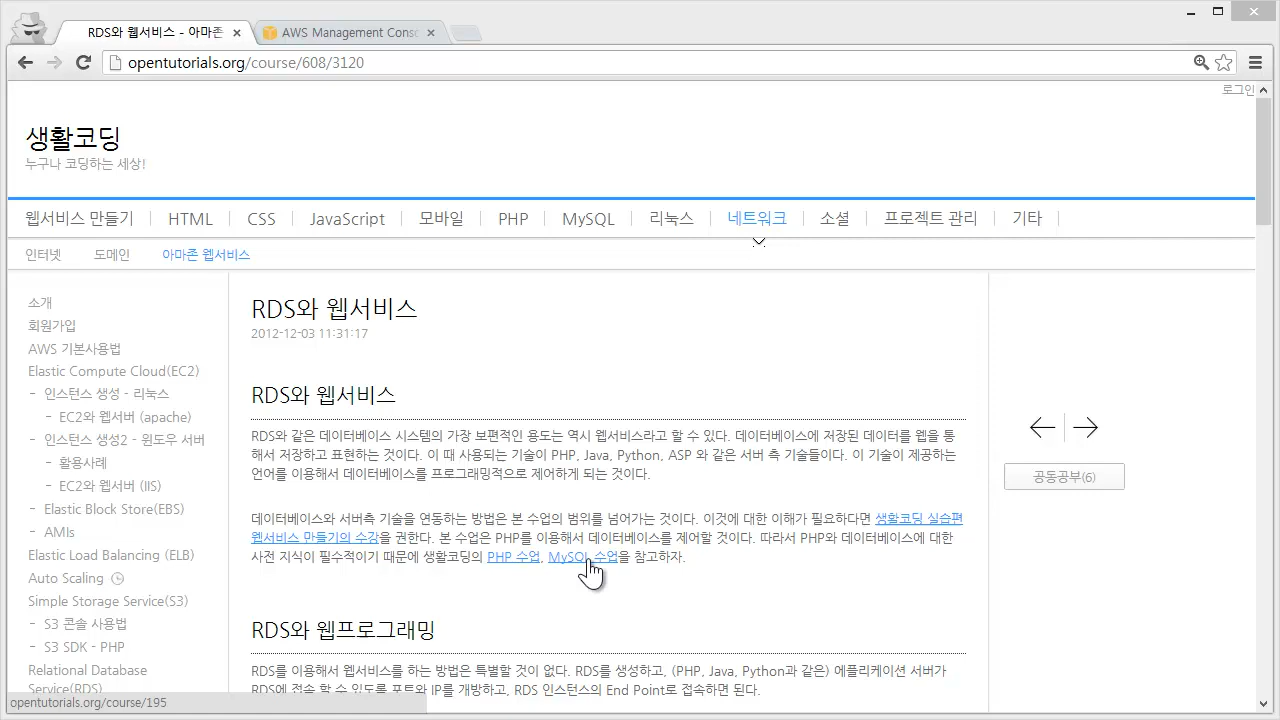 RDS와 웹서비스 - 아마존
AWS Management Conso
opentutorials.org/course/608/3120
로그인
생활코딩
누구나 코딩하는 세상!
웹서비스 만들기 HTML CSS JavaScript 모바일 PHP MySQL 리눅스 네트워크 소셜 프로젝트 관리 기타
인터넷 도메인 아마존 웹서비스
소개
회원가입
AWS 기본사용법
Elastic Compute Cloud(EC2)
- 인스턴스 생성 - 리눅스
- EC2와 웹서버 (apache)
- 인스턴스 생성2 - 윈도우 서버
- 활용사례
- EC2와 웹서버 (IIS)
- Elastic Block Store(EBS)
- AMIs
Elastic Load Balancing (ELB)
Auto Scaling
Simple Storage Service(S3)
- S3 콘솔 사용법
- S3 SDK - PHP
Relational Database
Service(RDS)
RDS와 웹서비스
2012-12-03 11:31:17
RDS와 웹서비스
RDS와 같은 데이터베이스 시스템의 가장 보편적인 용도는 역시 웹서비스라고 할 수 있다. 데이터베이스에 저장된 데이터를 웹을 통
해서 저장하고 표현하는 것이다. 이 때 사용되는 기술이 PHP, Java, Python, ASP 와 같은 서버 측 기술들이다. 이 기술이 제공하는
언어를 이용해서 데이터베이스를 프로그래밍적으로 제어하게 되는 것이다.
데이터베이스와 서버측 기술을 연동하는 방법은 본 수업의 범위를 넘어가는 것이다. 이것에 대한 이해가 필요하다면 생활코딩 실습편
웹서비스 만들기의 수강을 권한다. 본 수업은 PHP를 이용해서 데이터베이스를 제어할 것이다. 따라서 PHP와 데이터베이스에 대한
사전 지식이 필수적이기 때문에 생활코딩의 PHP 수업, MySQL 수업을 참고하자.
RDS와 웹프로그래밍
RDS를 이용해서 웹서비스를 하는 방법은 특별할 것이 없다. RDS를 생성하고, (PHP, Java, Python과 같은) 에플리케이션 서버가
RDS에 접속 할 수 있도록 포트와 IP를 개방하고, RDS 인스턴스의 End Point로 접속하면 된다.
공동공부(6)
opentutorials.org/course/195